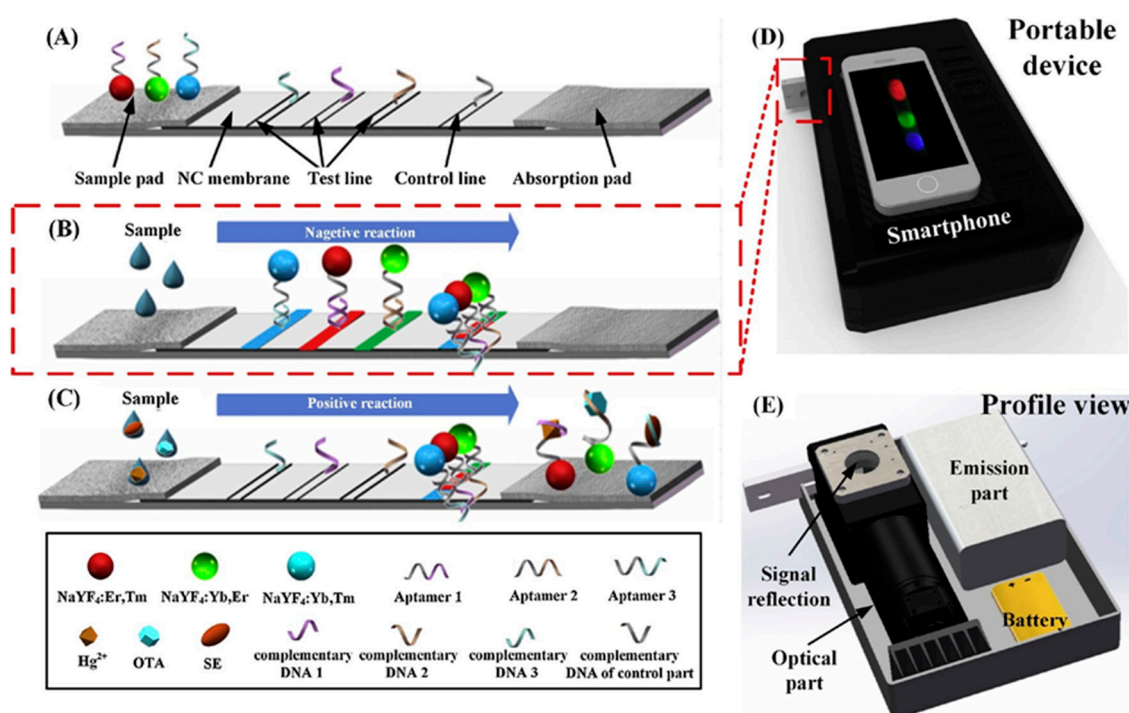 (A)
Sample pad
NC membrane
Test line
Control line
Absorption pad
(B)
Sample
Nagetive reaction
(C)
Sample
Positive reaction
NaYF4:Er,Tm
NaYF4:Yb,Er
NaYF4:Yb,Tm
Aptamer 1
Aptamer 2
Aptamer 3
Hg2+
OTA
SE
complementary
DNA 1
complementary
DNA 2
complementary
DNA 3
complementary
DNA of control part
(D)
Portable
device
Smartphone
(E)
Profile view
Emission
part
Signal
reflection
Optical
part
Battery